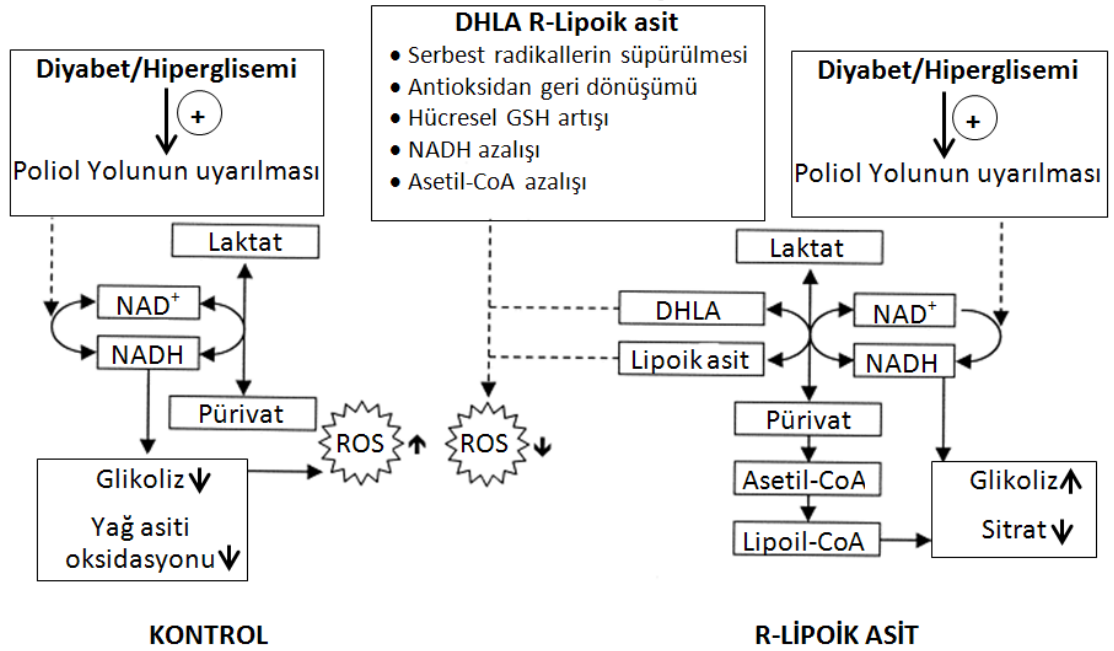 Diyabet/Hiperglisemi
+
Poliol Yolunun uyarılması
DHLA R-Lipoik asit
• Serbest radikallerin süpürülmesi
• Antioksidan geri dönüşümü
• Hücresel GSH artışı
• NADH azalışı
• Asetil-CoA azalışı
Diyabet/Hiperglisemi
+
Poliol Yolunun uyarılması
Laktat
NAD+
NADH
Pürivat
Glikoliz↓
Yağ asiti
oksidasyonu↓
ROS ↑
ROS ↓
Laktat
DHLA
Lipoik asit
NAD+
NADH
Pürivat
Asetil-CoA
Lipoil-CoA
Glikoliz↑
Sitrat ↓
KONTROL
R-LİPOİK ASİT